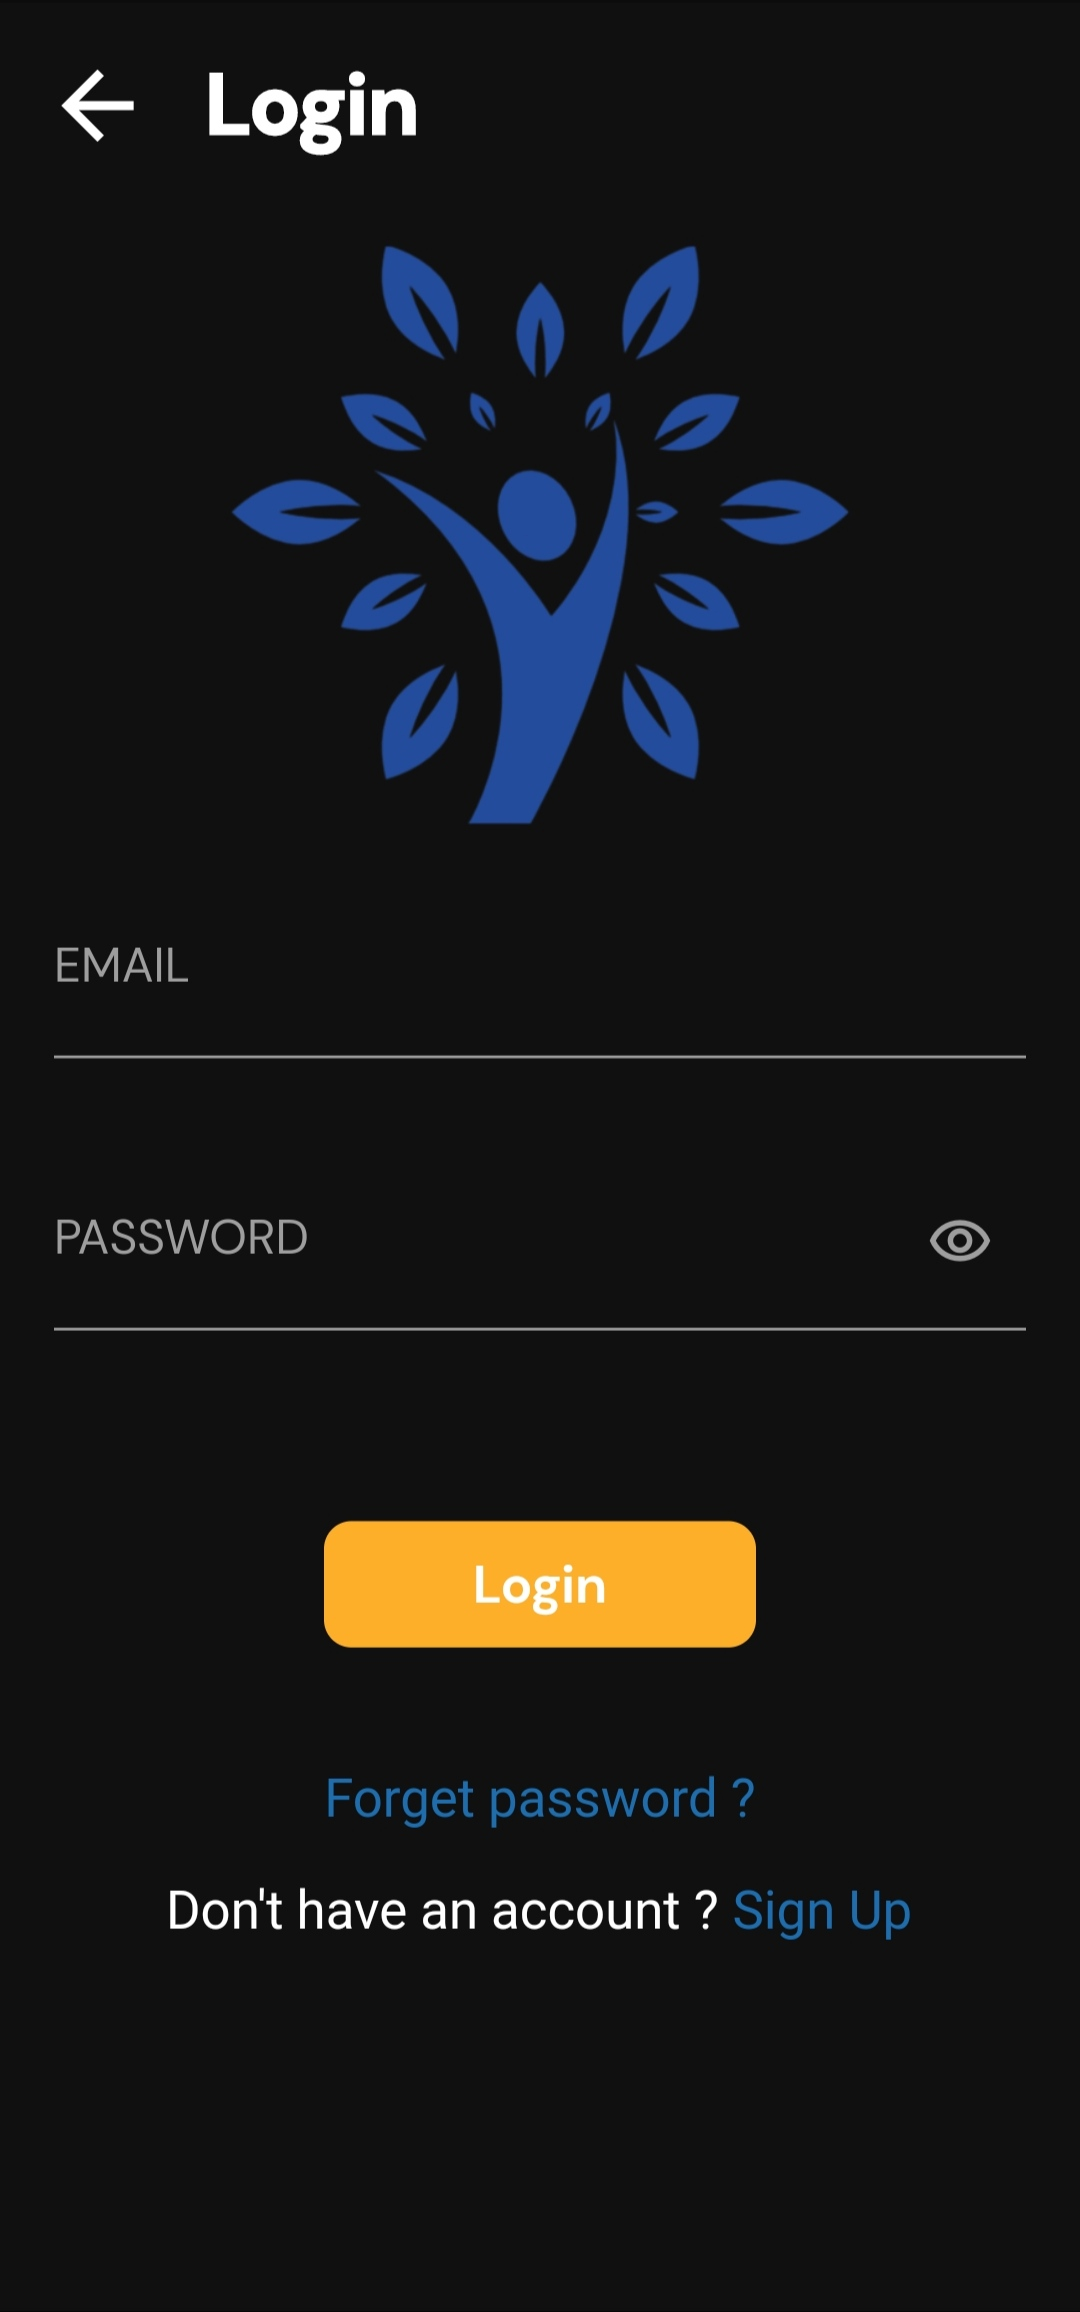 Login
EMAIL
PASSWORD
Login
Forget password ?
Don't have an account ? Sign Up